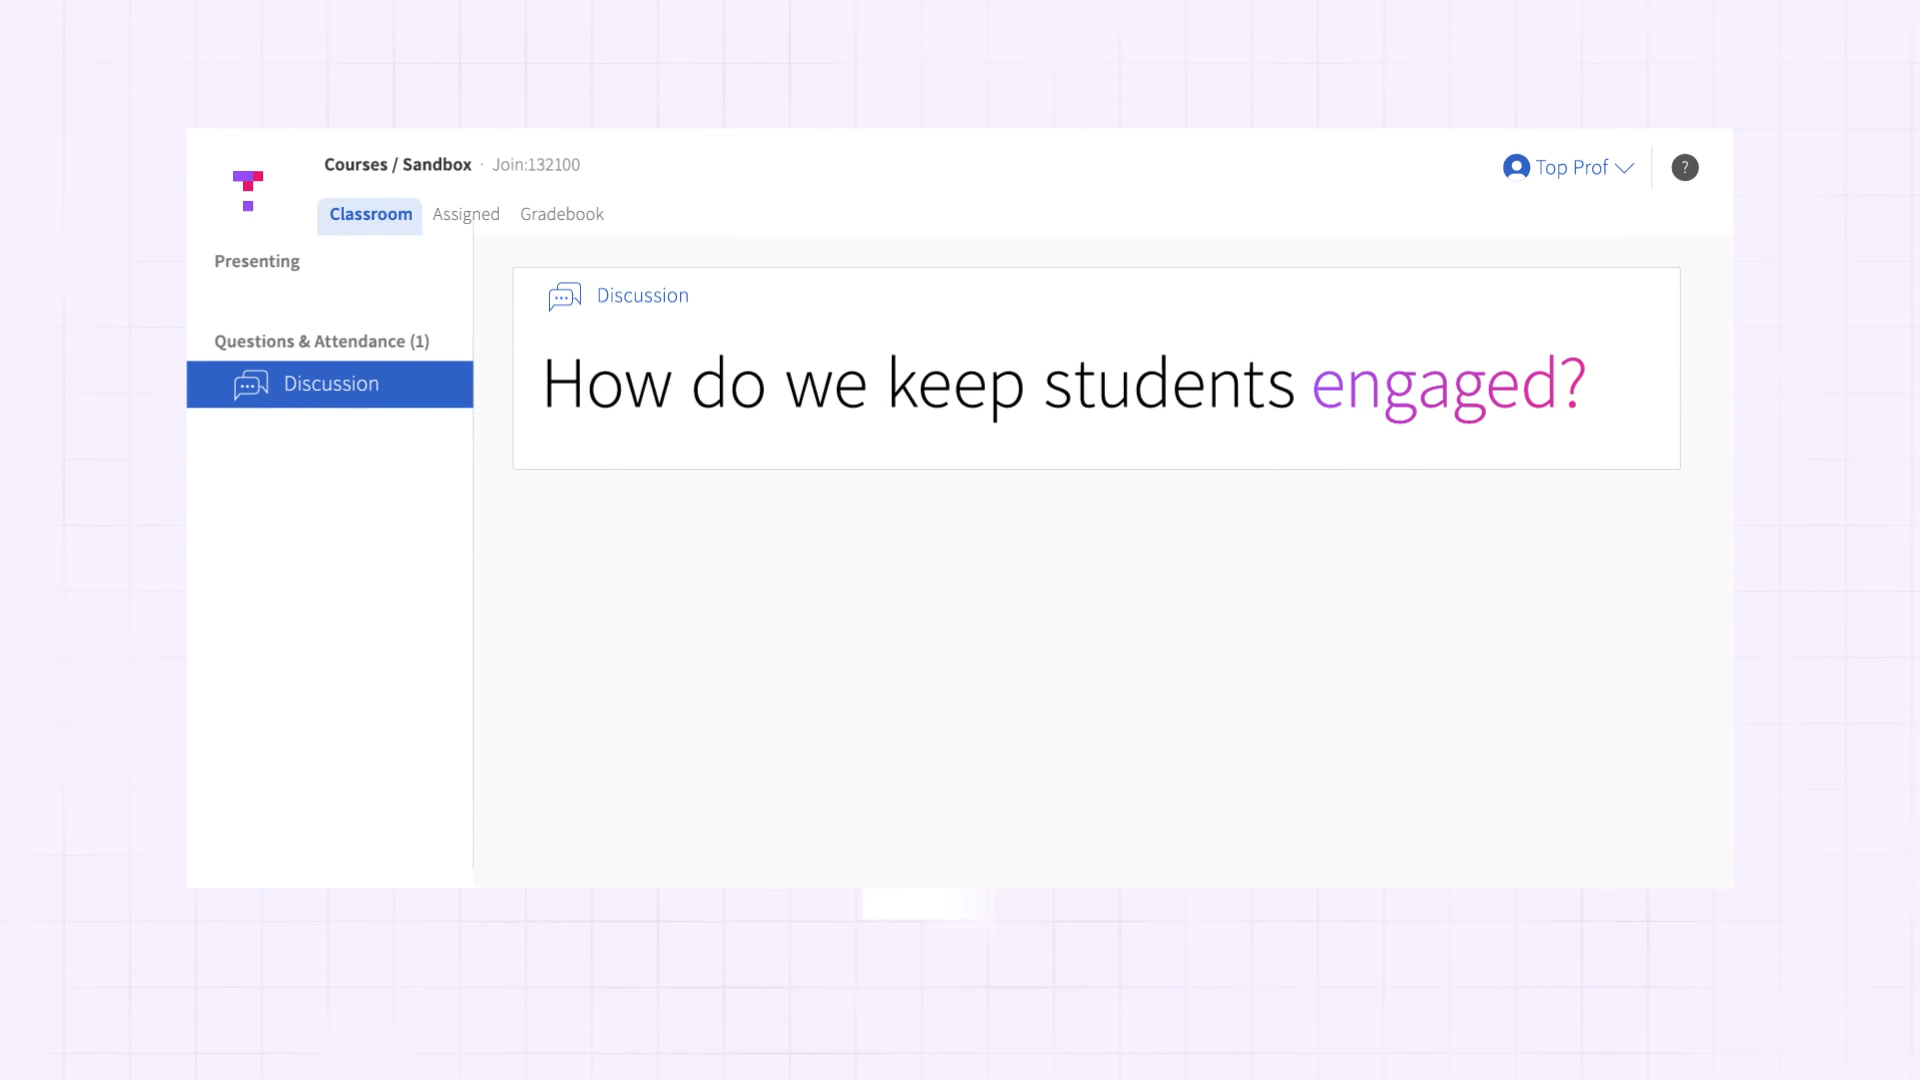 Courses / Sandbox · Join:132100
Top Prof
?
Classroom Assigned Gradebook
Presenting
Questions & Attendance (1)
Discussion
Discussion
How do we keep students engaged?